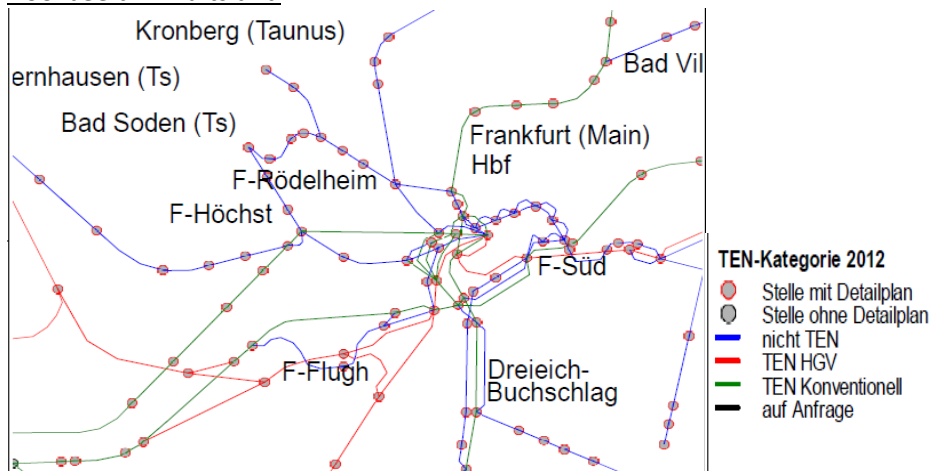 Kronberg (Taunus)
ernhausen (Ts)
Bad Vil
Bad Soden (Ts)
Frankfurt (Main)
Hbf
F-Rödelheim
F-Höchst
F-Süd
F-Flugh
Dreieich-
Buchschlag
TEN-Kategorie 2012
Stelle mit Detailplan
Stelle ohne Detailplan
nicht TEN
TEN HGV
TEN Konventionell
auf Anfrage